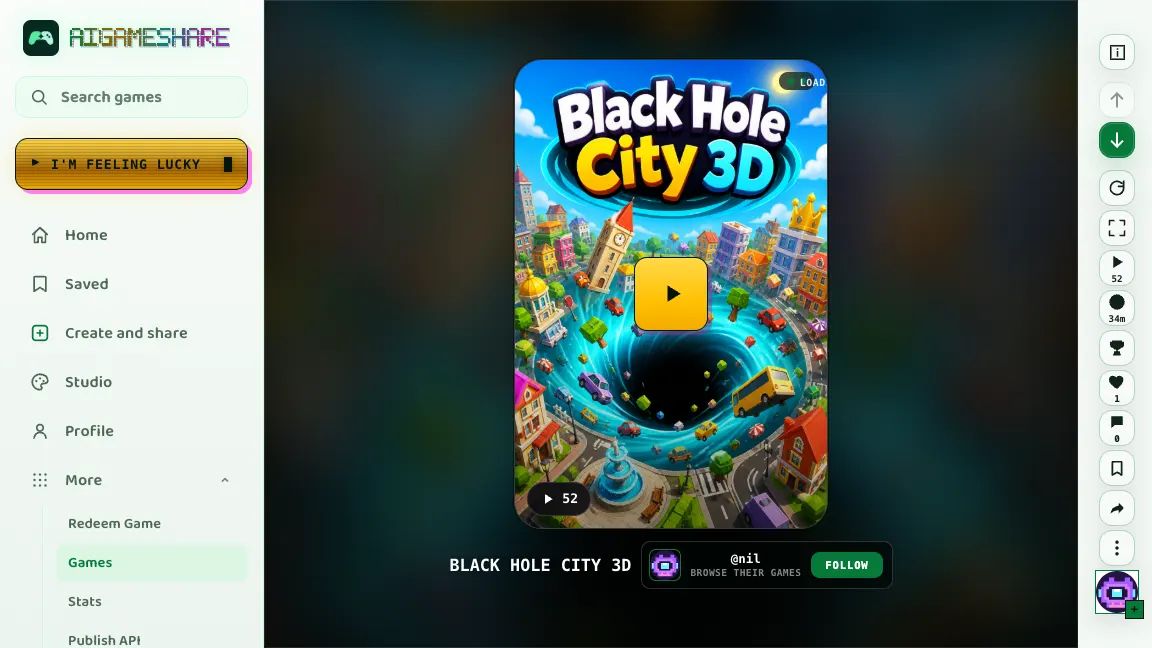 AIGAMESHARE
Search games
I'M FEELING LUCKY
Home
Saved
Create and share
Studio
Profile
More
Redeem Game
Games
Stats
Publish API
LOAD
Black Hole
City 3D
52
BLACK HOLE CITY 3D
@nil
BROWSE THEIR GAMES
FOLLOW
52
34m
1
0